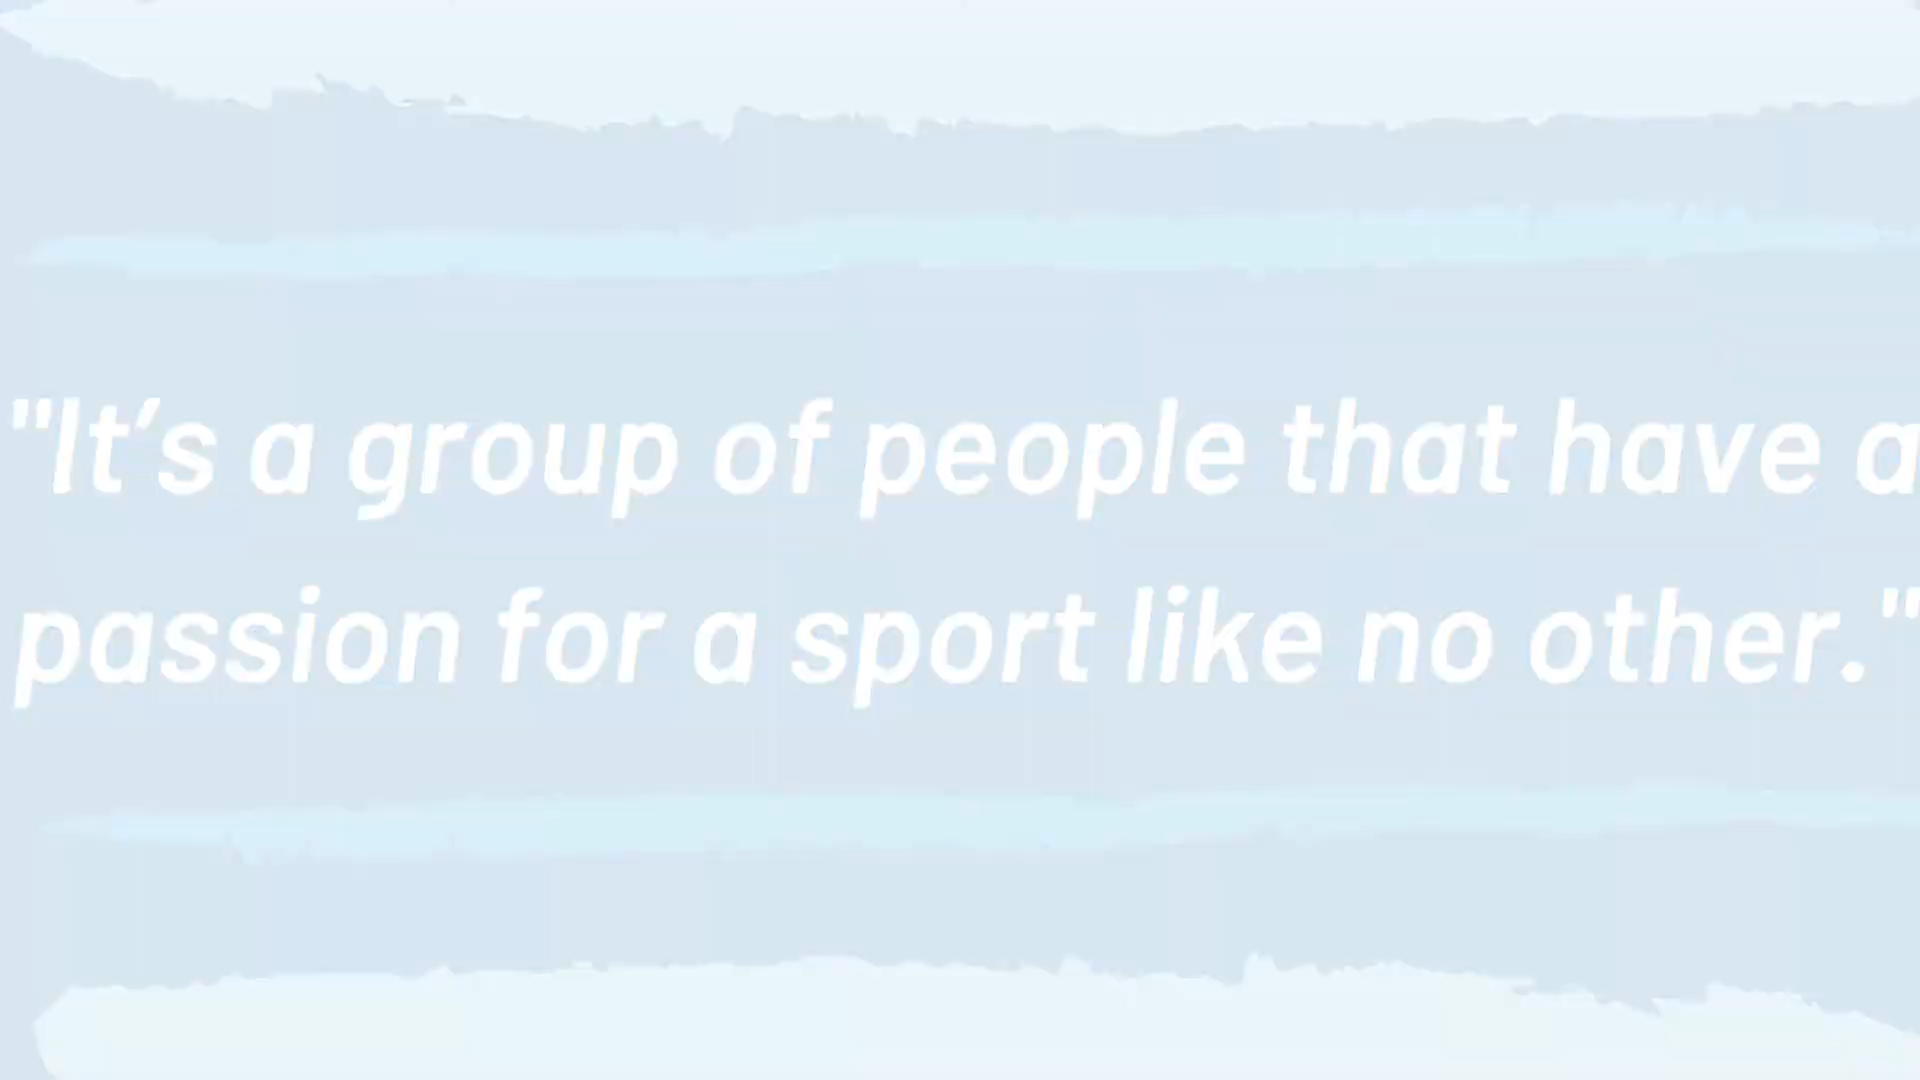 "It’s a group of people that have a
passion for a sport like no other."